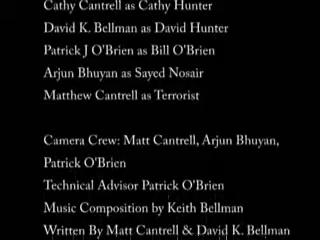 Cathy Cantrell as Cathy Hunter
David K. Bellman as David Hunter
Patrick J O'Brien as Bill O'Brien
Arjun Bhuyan as Sayed Nosair
Matthew Cantrell as Terrorist
Camera Crew: Matt Cantrell, Arjun Bhuyan,
Patrick O'Brien
Technical Advisor Patrick O'Brien
Music Composition by Keith Bellman
Written By Matt Cantrell & David K. Bellman